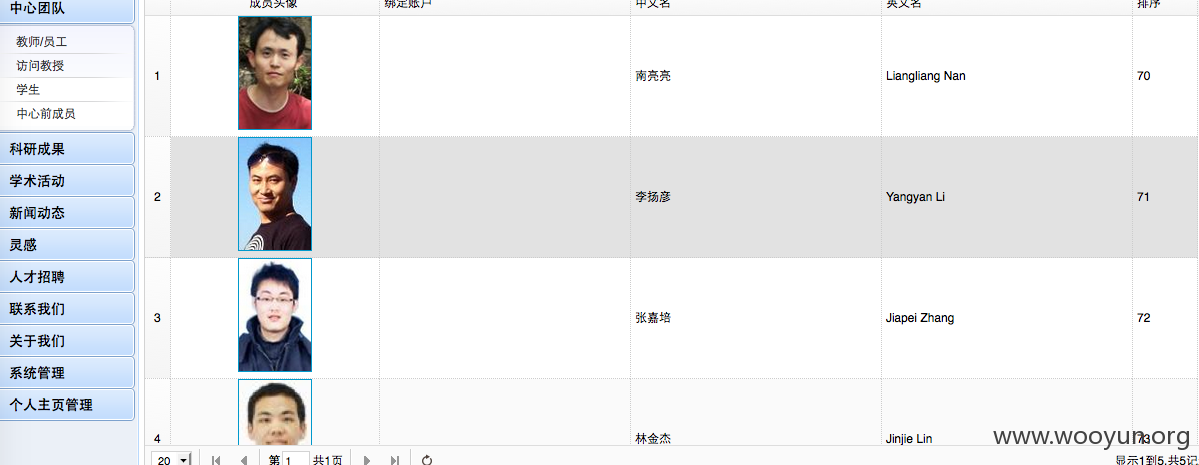 中心团队
教师/员工
访问教授
学生
中心前成员
科研成果
学术活动
新闻动态
灵感
人才招聘
联系我们
关于我们
系统管理
个人主页管理
成员头像 绑定账户 中文名 英文名 排序
1 南亮亮 Liangliang Nan 70
2 李扬彦 Yangyan Li 71
3 张嘉培 Jiapei Zhang 72
4 林金杰 Jinjie Lin 73
www.wooyun.org
20 第 1 共1页 显示1到5,共5记